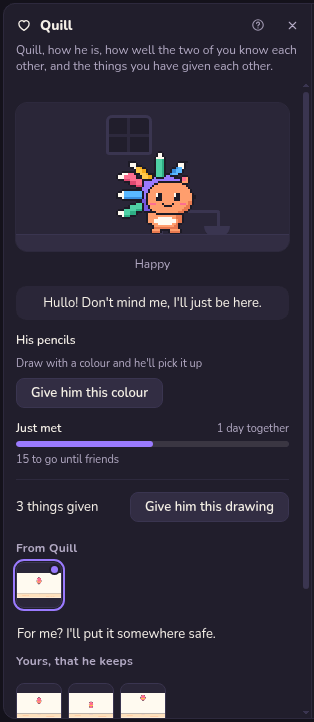 Quill
Quill, how he is, how well the two of you know each
other, and the things you have given each other.
Happy
Hullo! Don't mind me, I'll just be here.
His pencils
Draw with a colour and he'll pick it up
Give him this colour
Just met
1 day together
15 to go until friends
3 things given
Give him this drawing
From Quill
For me? I'll put it somewhere safe.
Yours, that he keeps